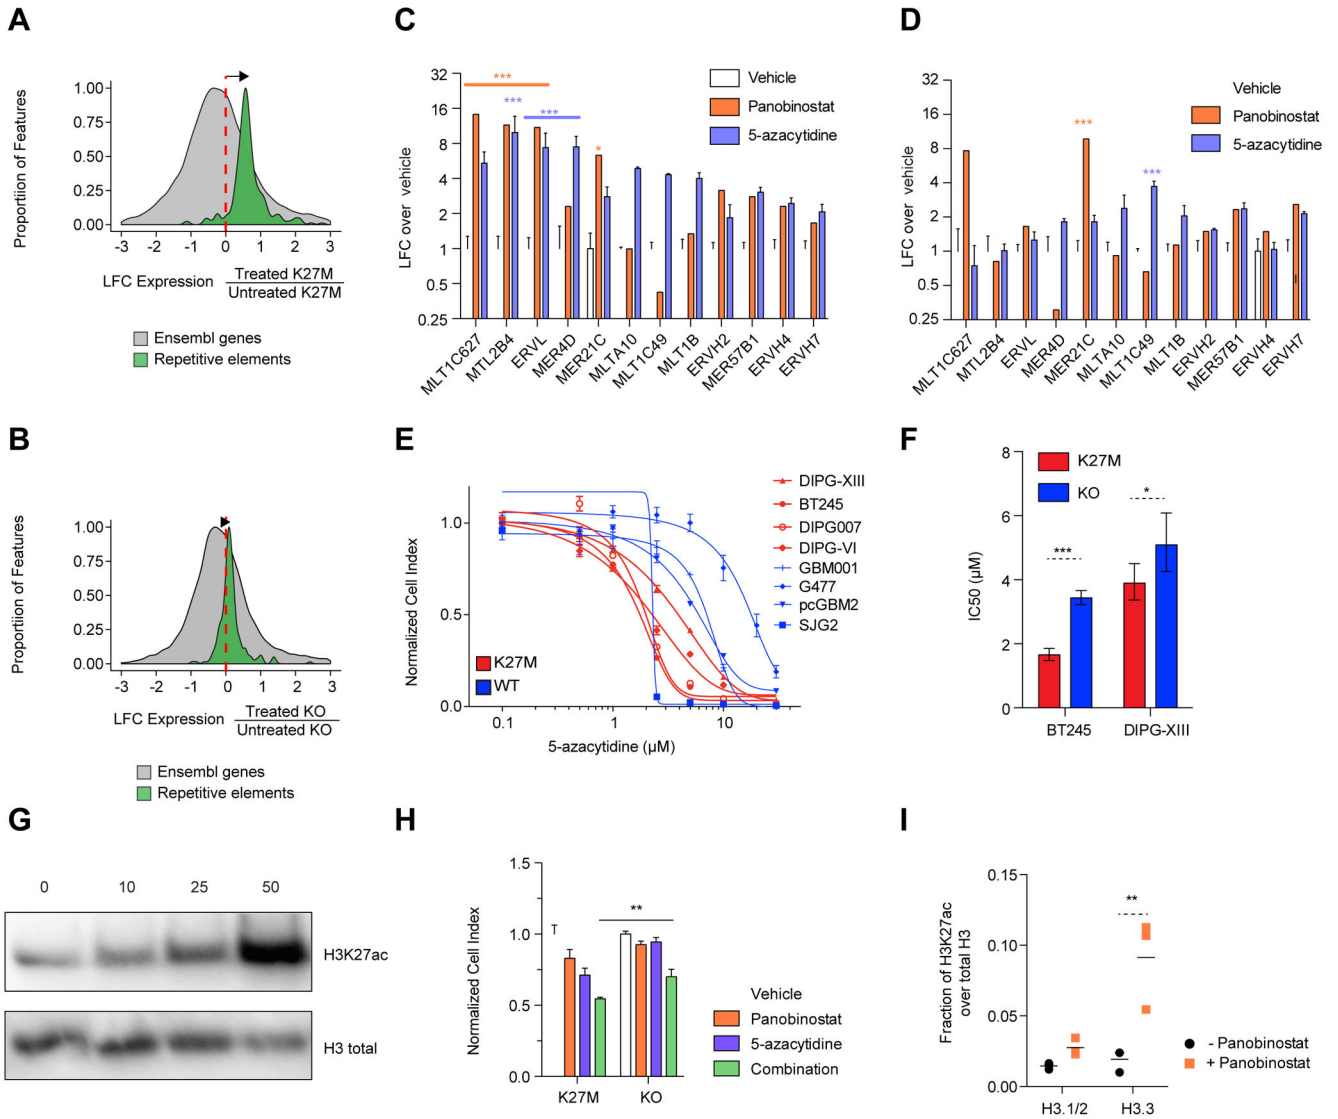 A
1.00
0.75
0.50
0.25
0.00
Proportion of Features
-3 -2 -1 0 1 2 3
LFC Expression Treated K27M
Untreated K27M
Ensembl genes
Repetitive elements
B
1.00
0.75
0.50
0.25
0.00
Proportiion of Features
-3 -2 -1 0 1 2 3
LFC Expression Treated KO
Untreated KO
Ensembl genes
Repetitive elements
C
32
16
8
4
2
1
0.5
0.25
LFC over vehicle
*** *** *** *
Vehicle
Panobinostat
5-azacytidine
MLT1C627 MTL2B4 ERVL MER4D MER21C MLTA10 MLT1C49 MLT1B ERVH2 MER57B1 ERVH4 ERVH7
D
32
16
8
4
2
1
0.5
0.25
LFC over vehicle
*** ***
Vehicle
Panobinostat
5-azacytidine
MLT1C627 MTL2B4 ERVL MER4D MER21C MLTA10 MLT1C49 MLT1B ERVH2 MER57B1 ERVH4 ERVH7
E
1.0
0.5
0.0
Normalized Cell Index
0.1 1 10
5-azacytidine (µM)
K27M
WT
DIPG-XIII
BT245
DIPG007
DIPG-VI
GBM001
G477
pcGBM2
SJG2
F
8
6
4
2
0
IC50 (µM)
K27M
KO
*** *
BT245 DIPG-XIII
G
0 10 25 50
H3K27ac
H3 total
H
1.5
1.0
0.5
0.0
Normalized Cell Index
**
K27M KO
Vehicle
Panobinostat
5-azacytidine
Combination
I
0.15
0.10
0.05
0.00
Fraction of H3K27ac
over total H3
**
H3.1/2 H3.3
- Panobinostat
+ Panobinostat